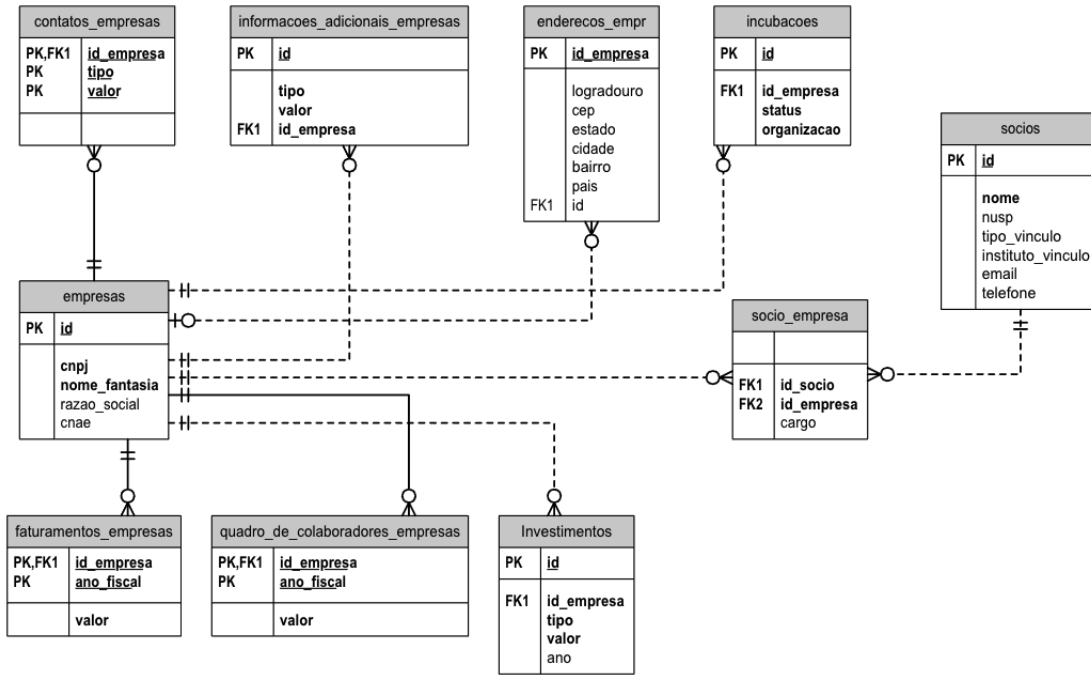 contatos_empresas
PK,FK1 id_empresa
PK tipo
PK valor
informacoes_adicionais_empresas
PK id
tipo
valor
FK1 id_empresa
enderecos_empr
PK id_empresa
logradouro
cep
estado
cidade
bairro
pais
FK1 id
incubacoes
PK id
FK1 id_empresa
status
organizacao
socios
PK id
nome
nusp
tipo_vinculo
instituto_vinculo
email
telefone
empresas
PK id
cnpj
nome_fantasia
razao_social
cnae
socio_empresa
FK1 id_socio
FK2 id_empresa
cargo
faturamentos_empresas
PK,FK1 id_empresa
PK ano_fiscal
valor
quadro_de_colaboradores_empresas
PK,FK1 id_empresa
PK ano_fiscal
valor
Investimentos
PK id
FK1 id_empresa
tipo
valor
ano